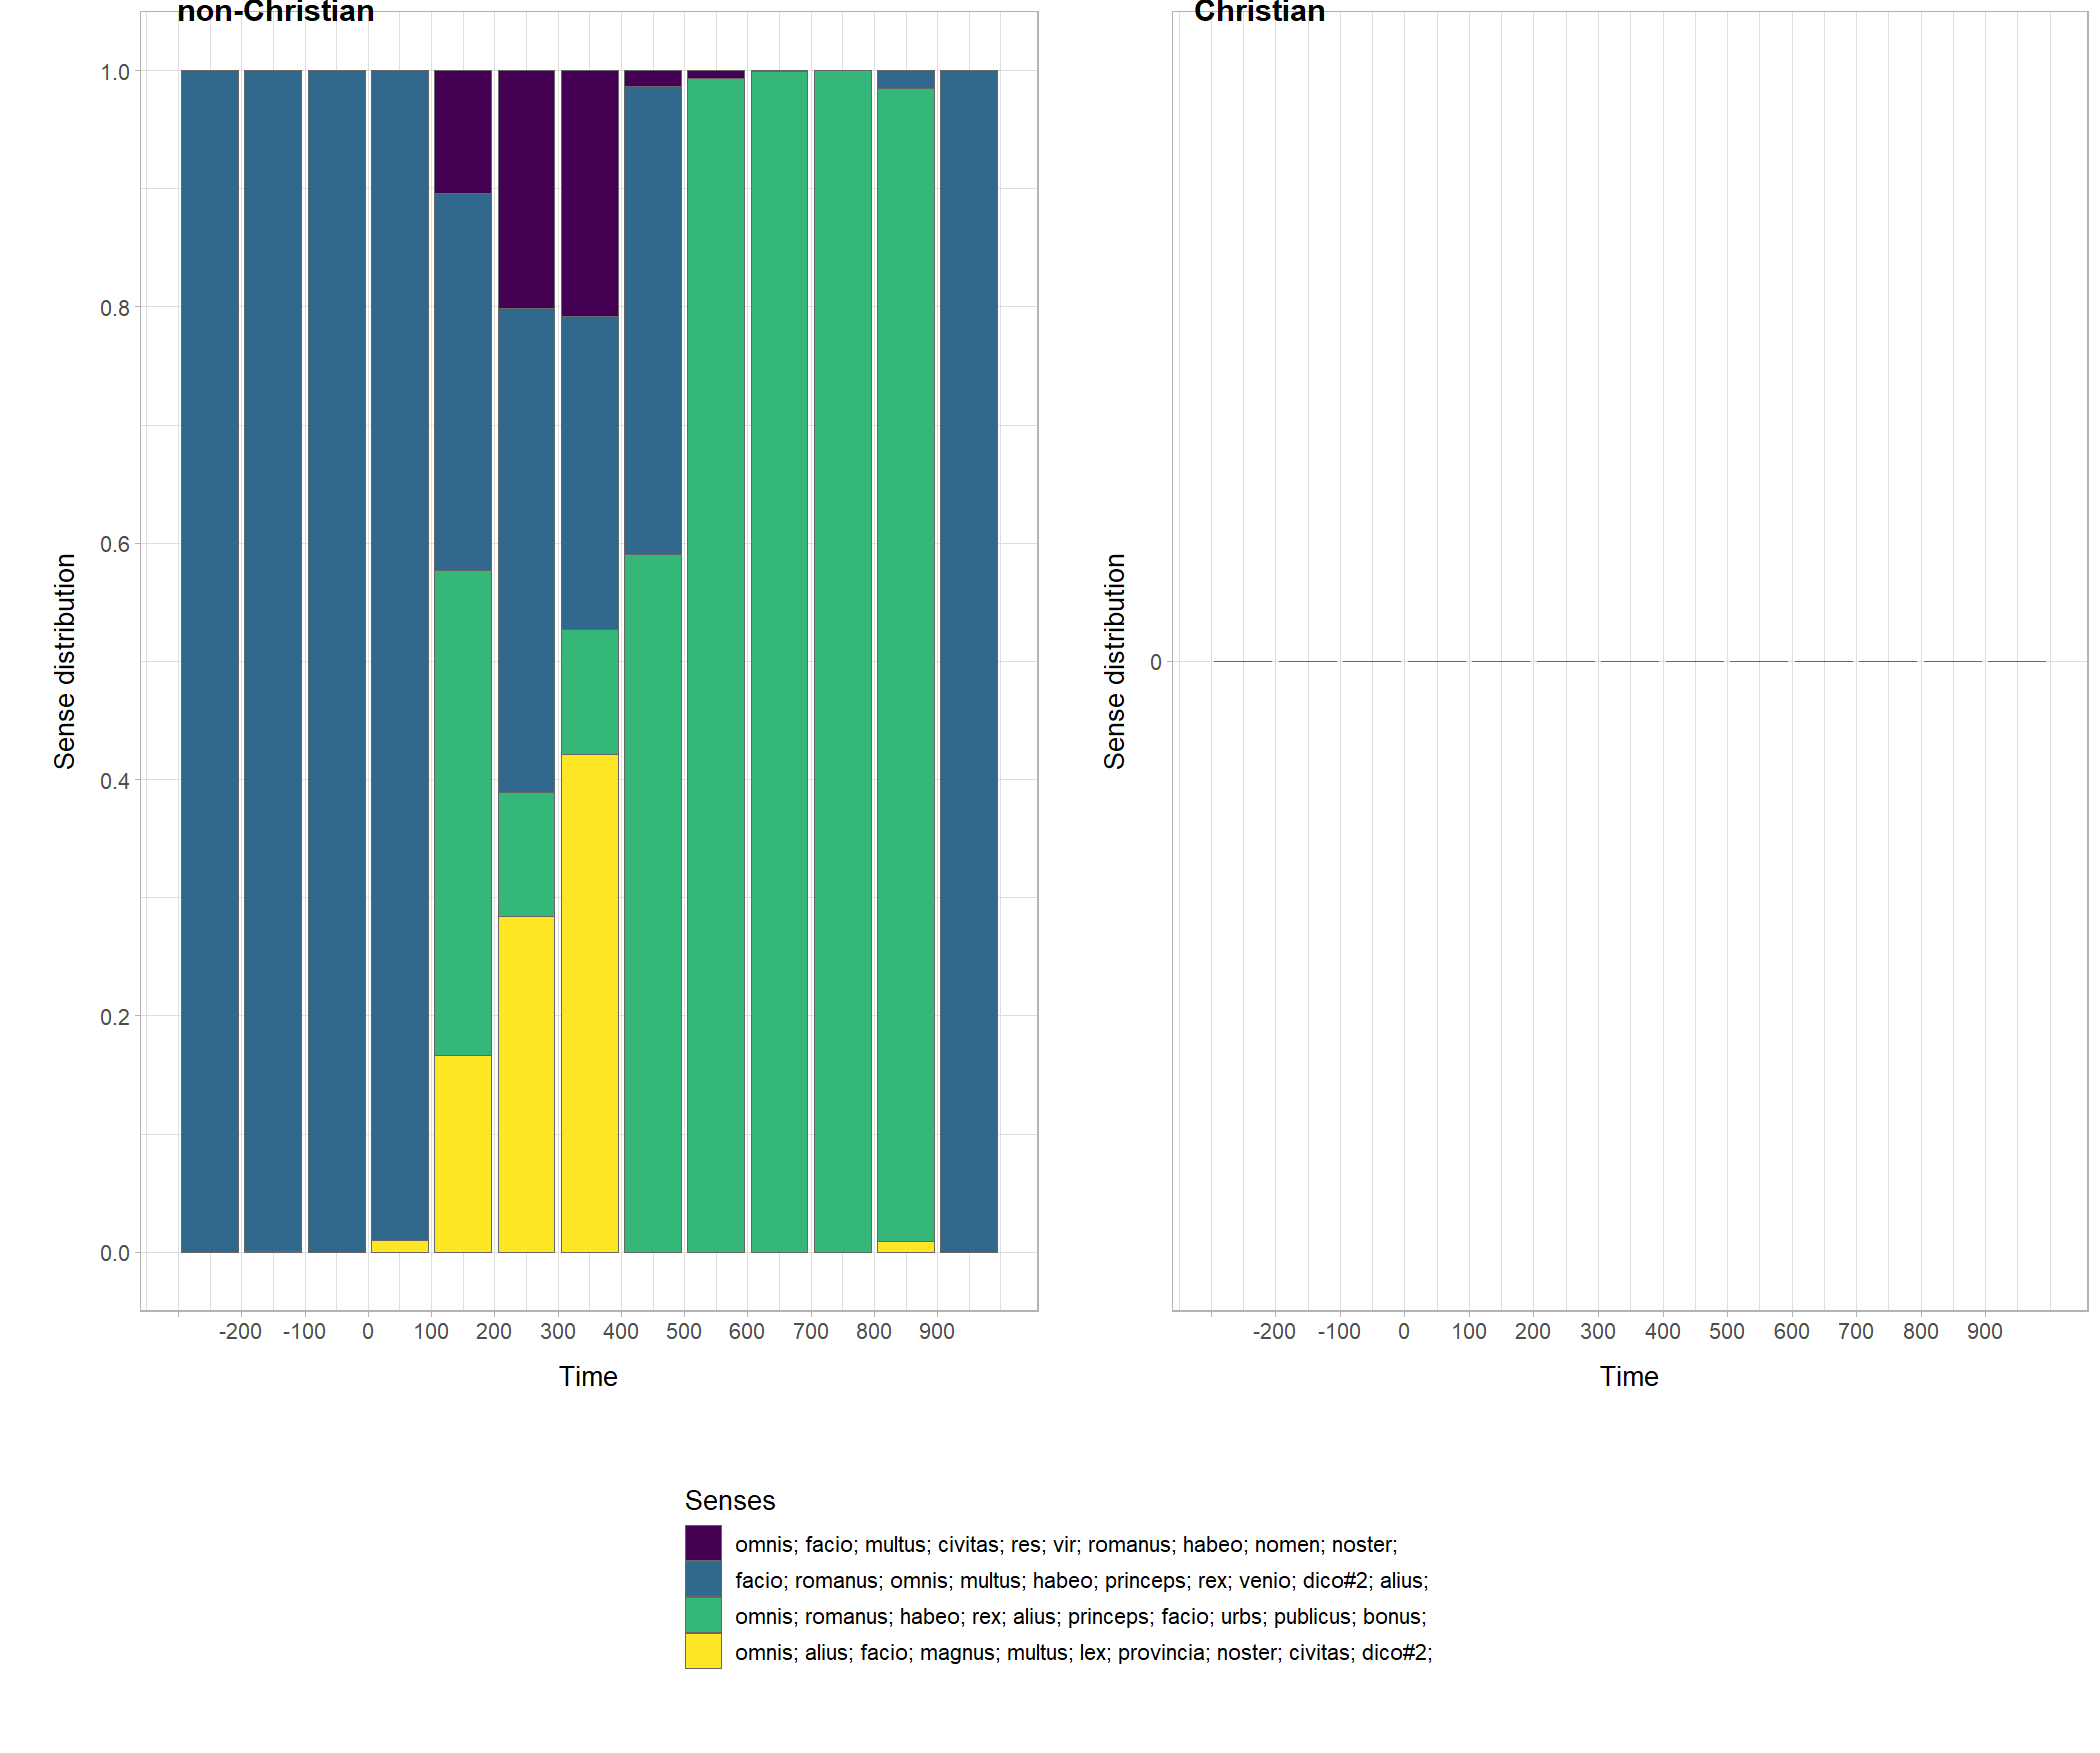 non-Christian
Sense distribution
1.0
0.8
0.6
0.4
0.2
0.0
-200 -100 0 100 200 300 400 500 600 700 800 900
Time
Christian
Sense distribution
0
-200 -100 0 100 200 300 400 500 600 700 800 900
Time
Senses
omnis; facio; multus; civitas; res; vir; romanus; habeo; nomen; noster;
facio; romanus; omnis; multus; habeo; princeps; rex; venio; dico#2; alius;
omnis; romanus; habeo; rex; alius; princeps; facio; urbs; publicus; bonus;
omnis; alius; facio; magnus; multus; lex; provincia; noster; civitas; dico#2;